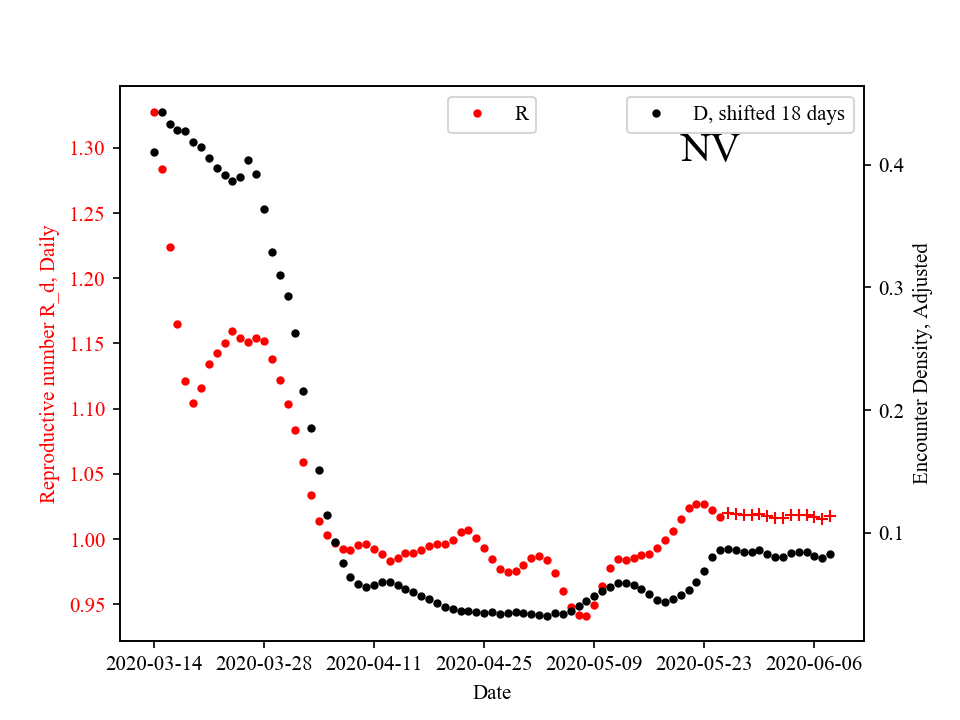 R
D, shifted 18 days
NV
Reproductive number R_d, Daily
1.30
1.25
1.20
1.15
1.10
1.05
1.00
0.95
0.4
0.3
0.2
0.1
Encounter Density, Adjusted
2020-03-14 2020-03-28 2020-04-11 2020-04-25 2020-05-09 2020-05-23 2020-06-06
Date